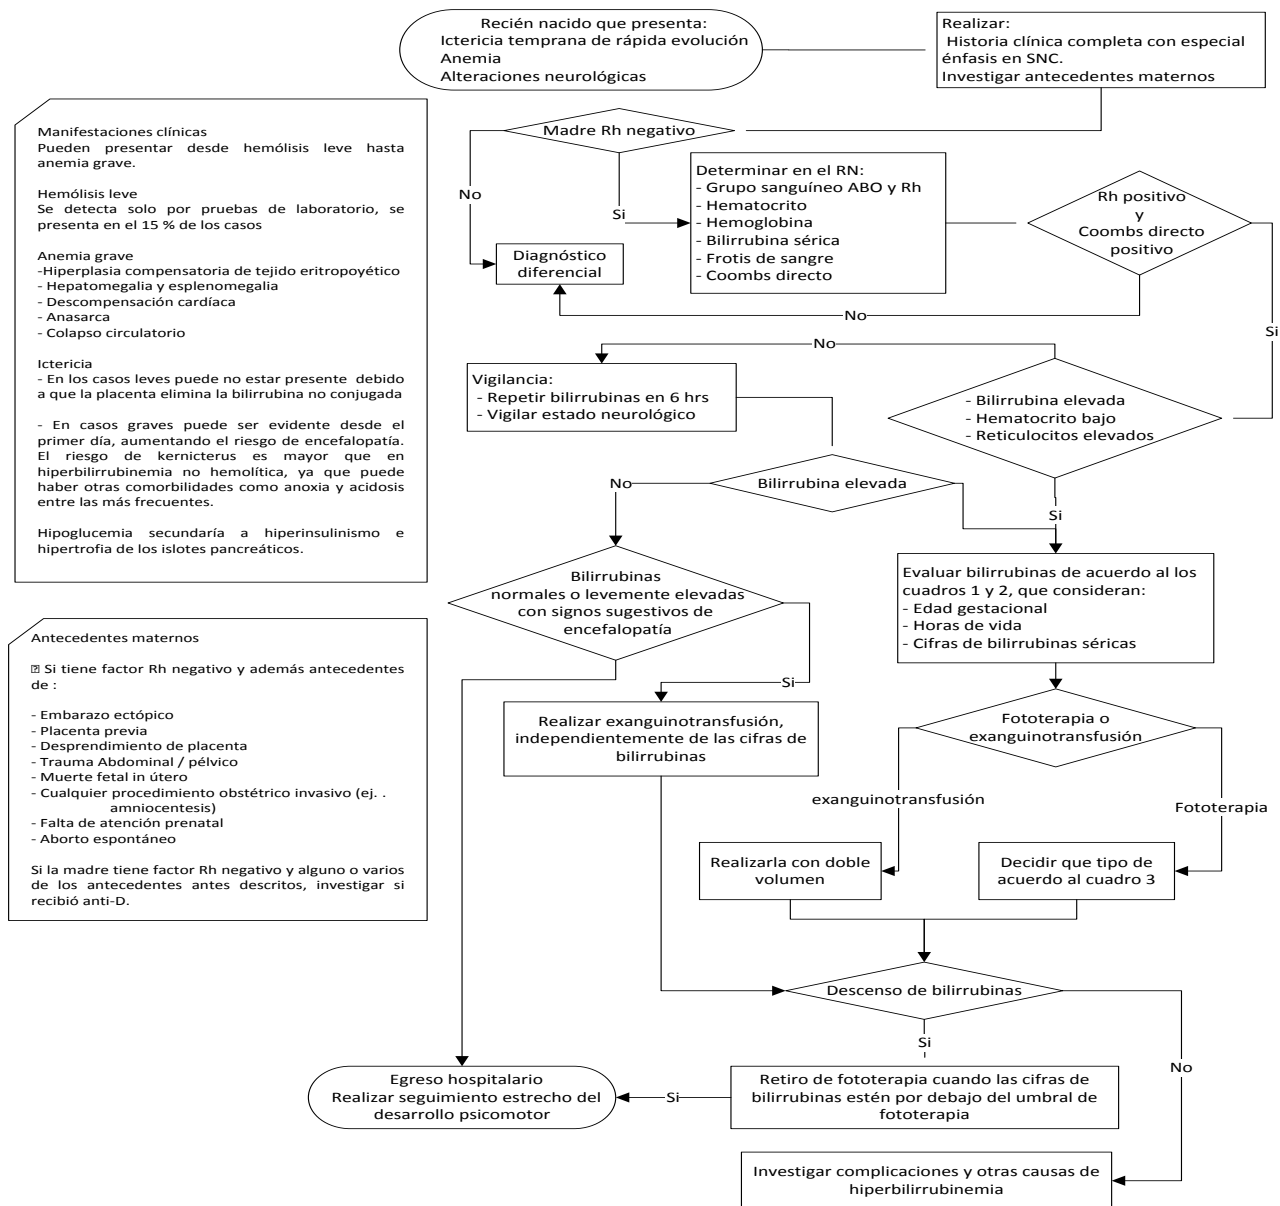 Recién nacido que presenta:
Ictericia temprana de rápida evolución
Anemia
Alteraciones neurológicas
Realizar:
Historia clínica completa con especial
énfasis en SNC.
Investigar antecedentes maternos
Manifestaciones clínicas
Pueden presentar desde hemólisis leve hasta
anemia grave.
Hemólisis leve
Se detecta solo por pruebas de laboratorio, se
presenta en el 15 % de los casos
Anemia grave
-Hiperplasia compensatoria de tejido eritropoyético
- Hepatomegalia y esplenomegalia
- Descompensación cardíaca
- Anasarca
- Colapso circulatorio
Ictericia
- En los casos leves puede no estar presente debido
a que la placenta elimina la bilirrubina no conjugada
- En casos graves puede ser evidente desde el
primer día, aumentando el riesgo de encefalopatía.
El riesgo de kernicterus es mayor que en
hiperbilirrubinemia no hemolítica, ya que puede
haber otras comorbilidades como anoxia y acidosis
entre las más frecuentes.
Hipoglucemia secundaría a hiperinsulinismo e
hipertrofia de los islotes pancreáticos.
Madre Rh negativo
No
Si
Determinar en el RN:
- Grupo sanguíneo ABO y Rh
- Hematocrito
- Hemoglobina
- Bilirrubina sérica
- Frotis de sangre
- Coombs directo
Rh positivo
y
Coombs directo
positivo
Diagnóstico
diferencial
No
Si
No
Vigilancia:
- Repetir bilirrubinas en 6 hrs
- Vigilar estado neurológico
- Bilirrubina elevada
- Hematocrito bajo
- Reticulocitos elevados
Bilirrubina elevada
No
Si
Bilirrubinas
normales o levemente elevadas
con signos sugestivos de
encefalopatía
Evaluar bilirrubinas de acuerdo al los
cuadros 1 y 2, que consideran:
- Edad gestacional
- Horas de vida
- Cifras de bilirrubinas séricas
Antecedentes maternos
Si tiene factor Rh negativo y además antecedentes
de :
- Embarazo ectópico
- Placenta previa
- Desprendimiento de placenta
- Trauma Abdominal / pélvico
- Muerte fetal in útero
- Cualquier procedimiento obstétrico invasivo (ej. .
amniocentesis)
- Falta de atención prenatal
- Aborto espontáneo
Si la madre tiene factor Rh negativo y alguno o varios
de los antecedentes antes descritos, investigar si
recibió anti-D.
Si
Realizar exanguinotransfusión,
independientemente de las cifras de
bilirrubinas
Fototerapia o
exanguinotransfusión
exanguinotransfusión
Fototerapia
Realizarla con doble
volumen
Decidir que tipo de
acuerdo al cuadro 3
Descenso de bilirrubinas
Si
No
Egreso hospitalario
Realizar seguimiento estrecho del
desarrollo psicomotor
Si
Retiro de fototerapia cuando las cifras de
bilirrubinas estén por debajo del umbral de
fototerapia
Investigar complicaciones y otras causas de
hiperbilirrubinemia